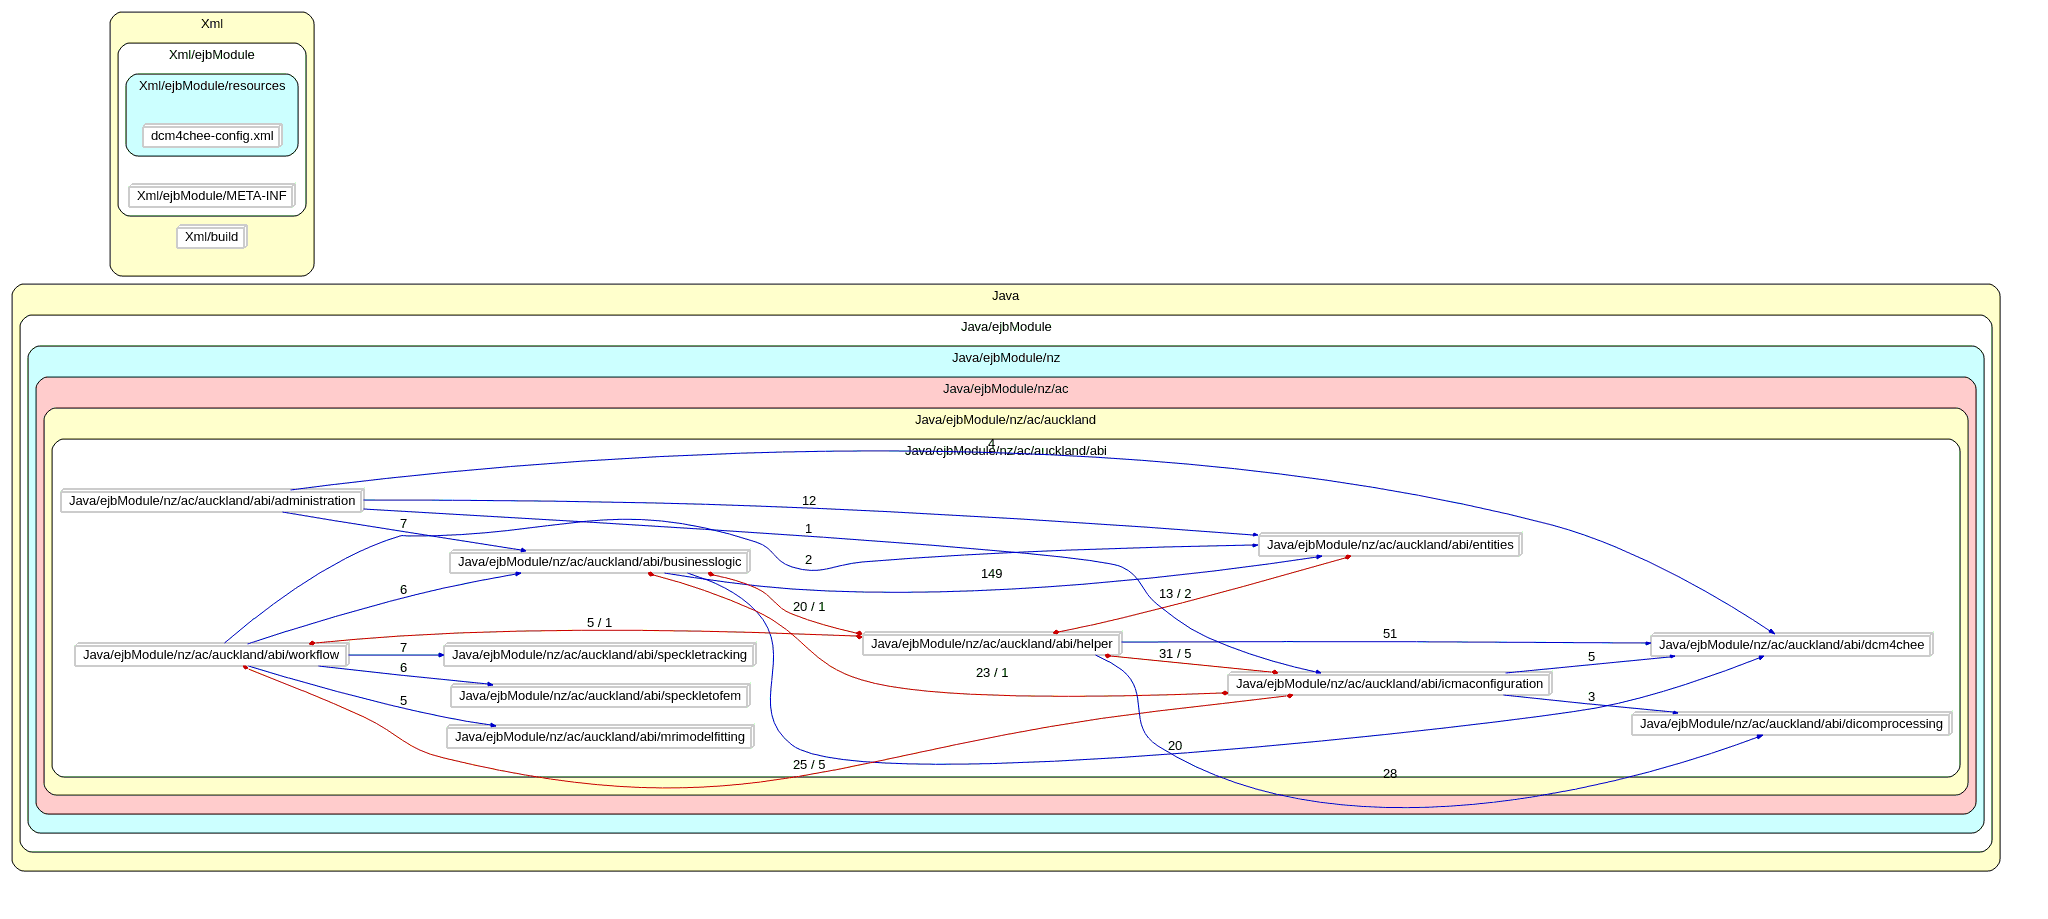 Xml
Xml/ejbModule
Xml/ejbModule/resources
dcm4chee-config.xml
Xml/ejbModule/META-INF
Xml/build
Java
Java/ejbModule
Java/ejbModule/nz
Java/ejbModule/nz/ac
Java/ejbModule/nz/ac/auckland
4
Java/ejbModule/nz/ac/auckland/abi
Java/ejbModule/nz/ac/auckland/abi/administration
12
7
1
Java/ejbModule/nz/ac/auckland/abi/entities
Java/ejbModule/nz/ac/auckland/abi/businesslogic
2
149
6
13 / 2
20 / 1
5 / 1
51
Java/ejbModule/nz/ac/auckland/abi/helper
Java/ejbModule/nz/ac/auckland/abi/dcm4chee
7
Java/ejbModule/nz/ac/auckland/abi/workflow
Java/ejbModule/nz/ac/auckland/abi/speckletracking
31 / 5
5
6
23 / 1
Java/ejbModule/nz/ac/auckland/abi/icmaconfiguration
Java/ejbModule/nz/ac/auckland/abi/speckletofem
3
5
Java/ejbModule/nz/ac/auckland/abi/dicomprocessing
Java/ejbModule/nz/ac/auckland/abi/mrimodelfitting
20
25 / 5
28